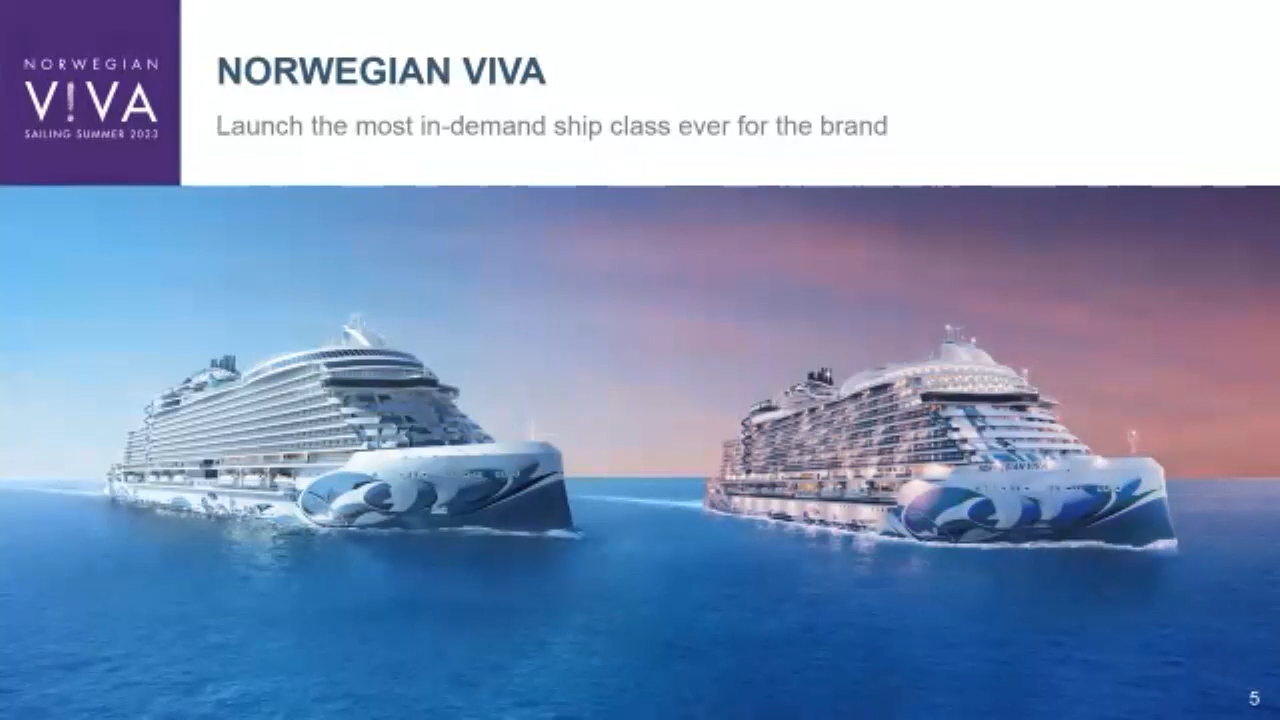 NORWEGIAN
V!VA
SAILING SUMMER 2023
NORWEGIAN VIVA
Launch the most in-demand ship class ever for the brand
5